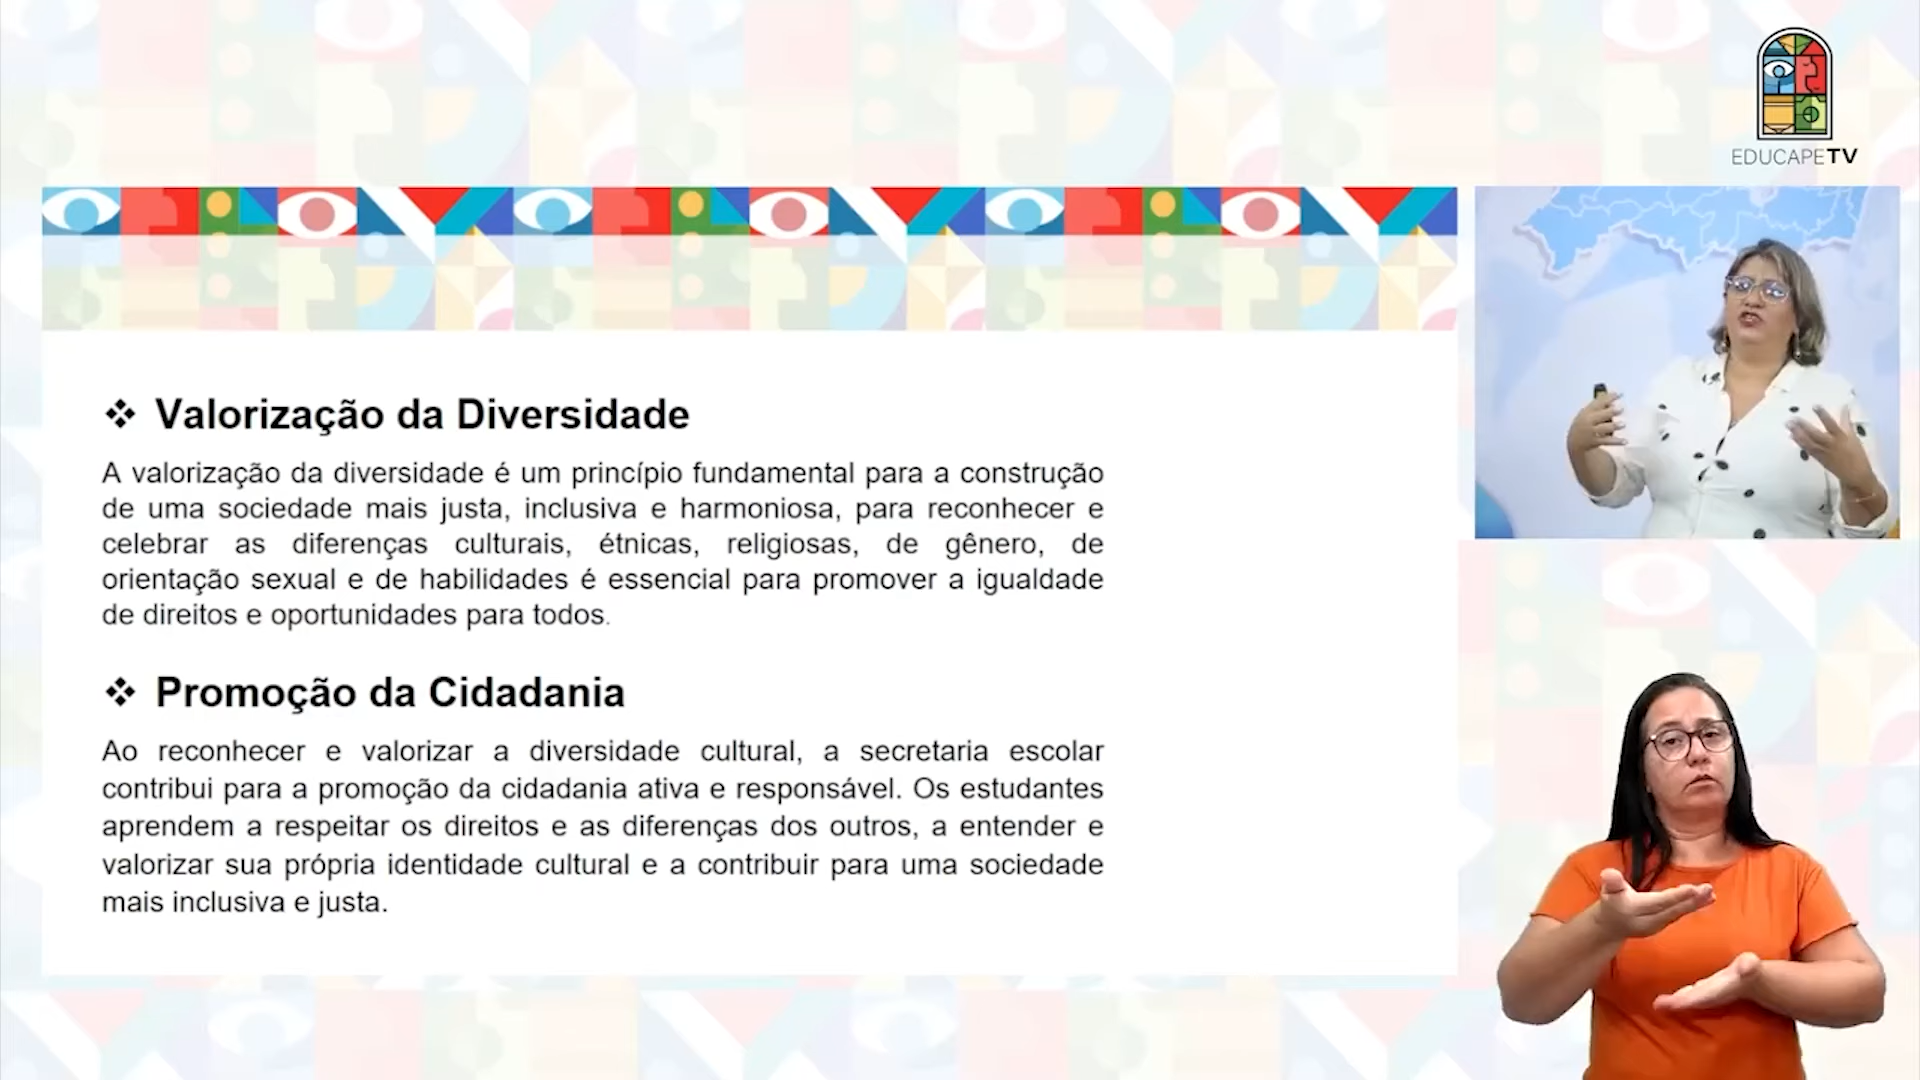 EDUCAPETV
❖ Valorização da Diversidade
A valorização da diversidade é um princípio fundamental para a construção
de uma sociedade mais justa, inclusiva e harmoniosa, para reconhecer e
celebrar as diferenças culturais, étnicas, religiosas, de gênero, de
orientação sexual e de habilidades é essencial para promover a igualdade
de direitos e oportunidades para todos.
❖ Promoção da Cidadania
Ao reconhecer e valorizar a diversidade cultural, a secretaria escolar
contribui para a promoção da cidadania ativa e responsável. Os estudantes
aprendem a respeitar os direitos e as diferenças dos outros, a entender e
valorizar sua própria identidade cultural e a contribuir para uma sociedade
mais inclusiva e justa.